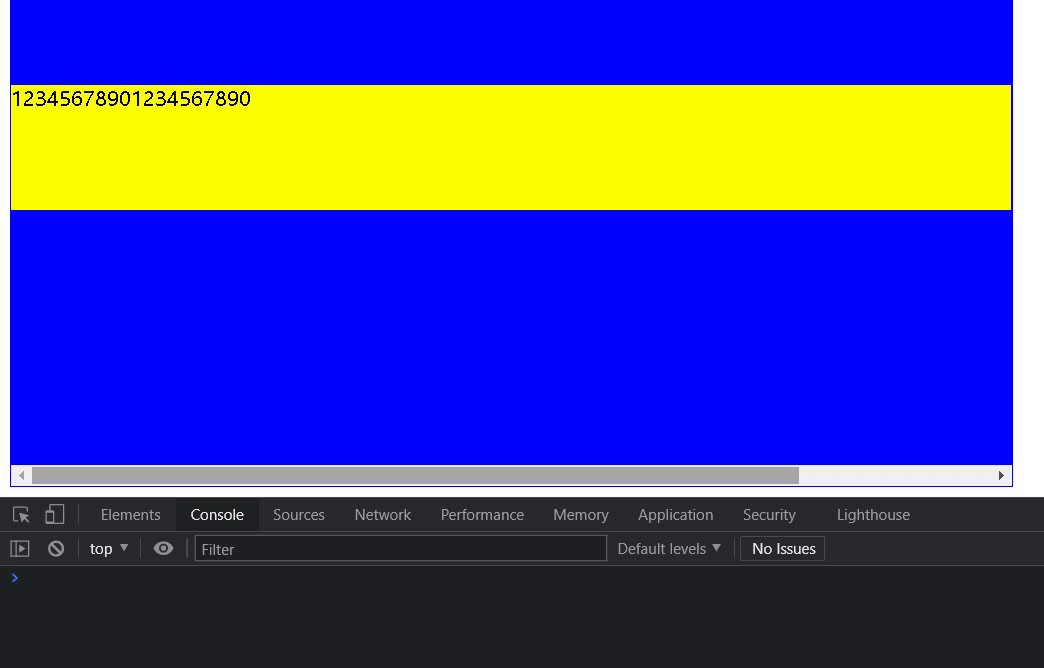 12345678901234567890
Elements Console Sources Network Performance Memory Application Security Lighthouse
top Filter Default levels No Issues